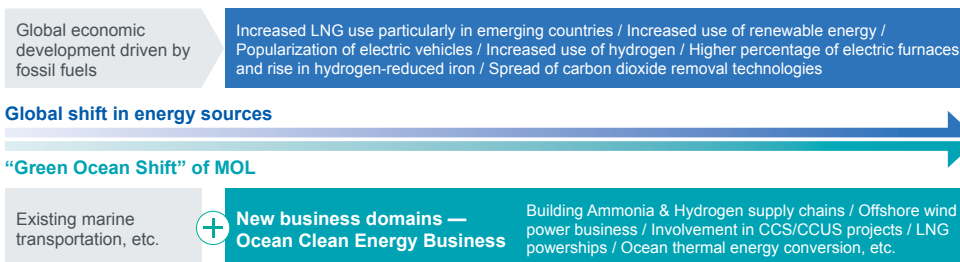 Global economic
development driven by
fossil fuels
Increased LNG use particularly in emerging countries / Increased use of renewable energy /
Popularization of electric vehicles / Increased use of hydrogen / Higher percentage of electric furnaces
and rise in hydrogen-reduced iron / Spread of carbon dioxide removal technologies
Global shift in energy sources
“Green Ocean Shift” of MOL
Existing marine
transportation, etc.
+
New business domains —
Ocean Clean Energy Business
Building Ammonia & Hydrogen supply chains / Offshore wind
power business / Involvement in CCS/CCUS projects / LNG
powerships / Ocean thermal energy conversion, etc.